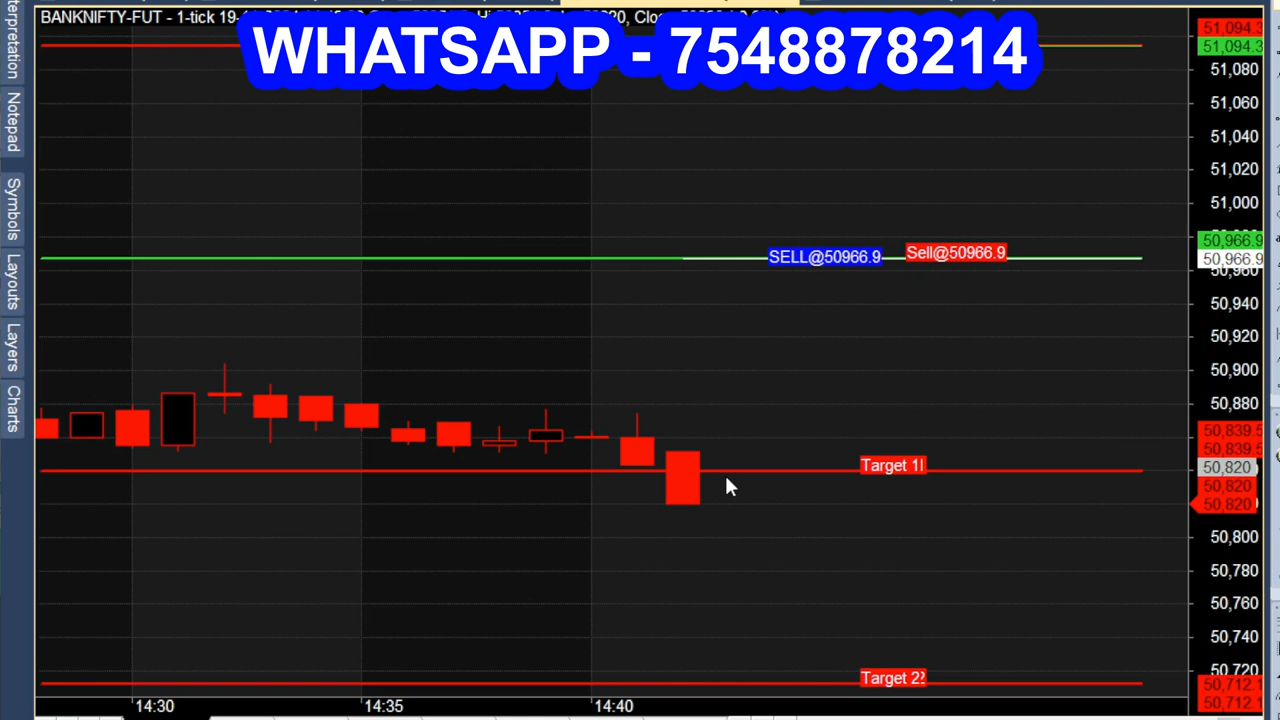 BANKNIFTY-FUT - 1-tick 19-
WHATSAPP - 7548878214
Interpretation
Notepad
Symbols
Layouts
Layers
Charts
51,094.3
51,094.3
51,080
51,060
51,040
51,020
51,000
50,966.9
50,966.9
50,960
50,940
50,920
50,900
50,880
50,839.5
50,839.5
50,820
50,820
50,820
50,800
50,780
50,760
50,740
50,720
50,712.1
50,712.1
SELL@50966.9
Sell@50966.9
Target 1
Target 2
14:30
14:35
14:40